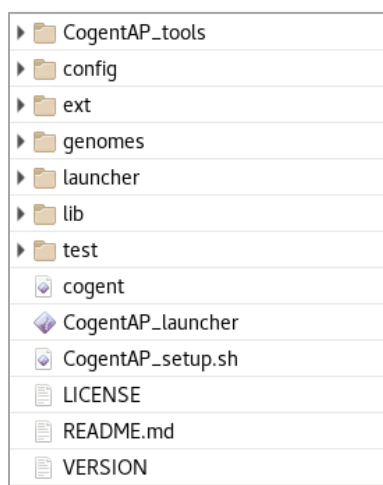 CogentAP_tools
config
ext
genomes
launcher
lib
test
cogent
CogentAP_launcher
CogentAP_setup.sh
LICENSE
README.md
VERSION